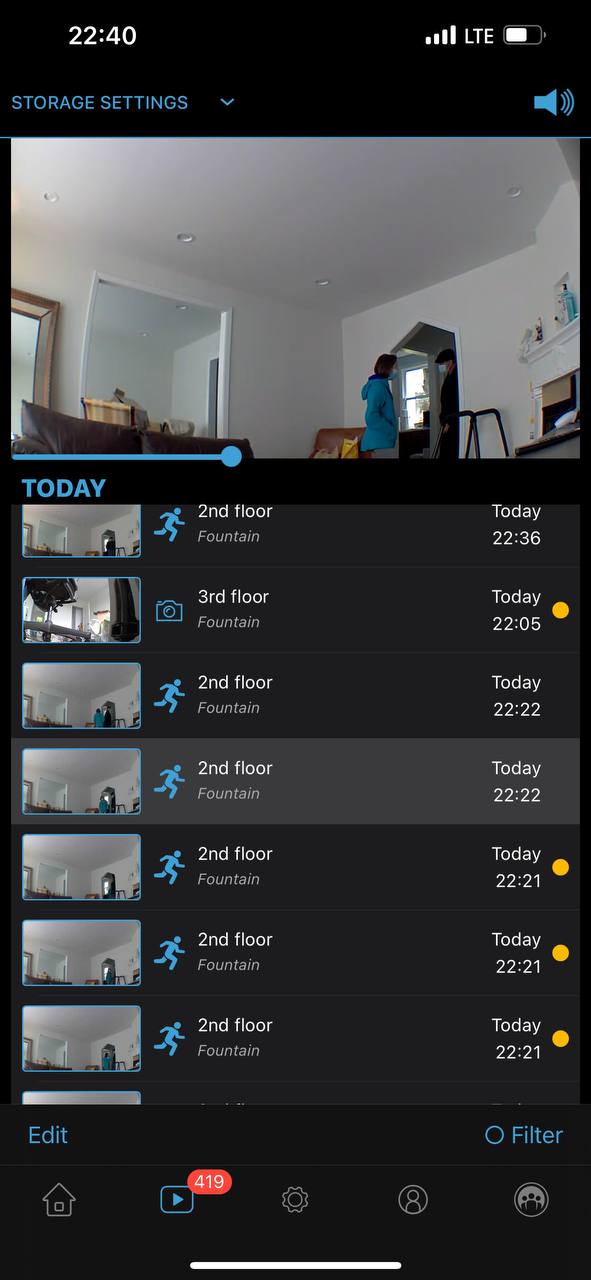 22:40
LTE
STORAGE SETTINGS
TODAY
2nd floor Today
Fountain 22:36
3rd floor Today
Fountain 22:05
2nd floor Today
Fountain 22:22
2nd floor Today
Fountain 22:22
2nd floor Today
Fountain 22:21
2nd floor Today
Fountain 22:21
2nd floor Today
Fountain 22:21
Edit Filter
419